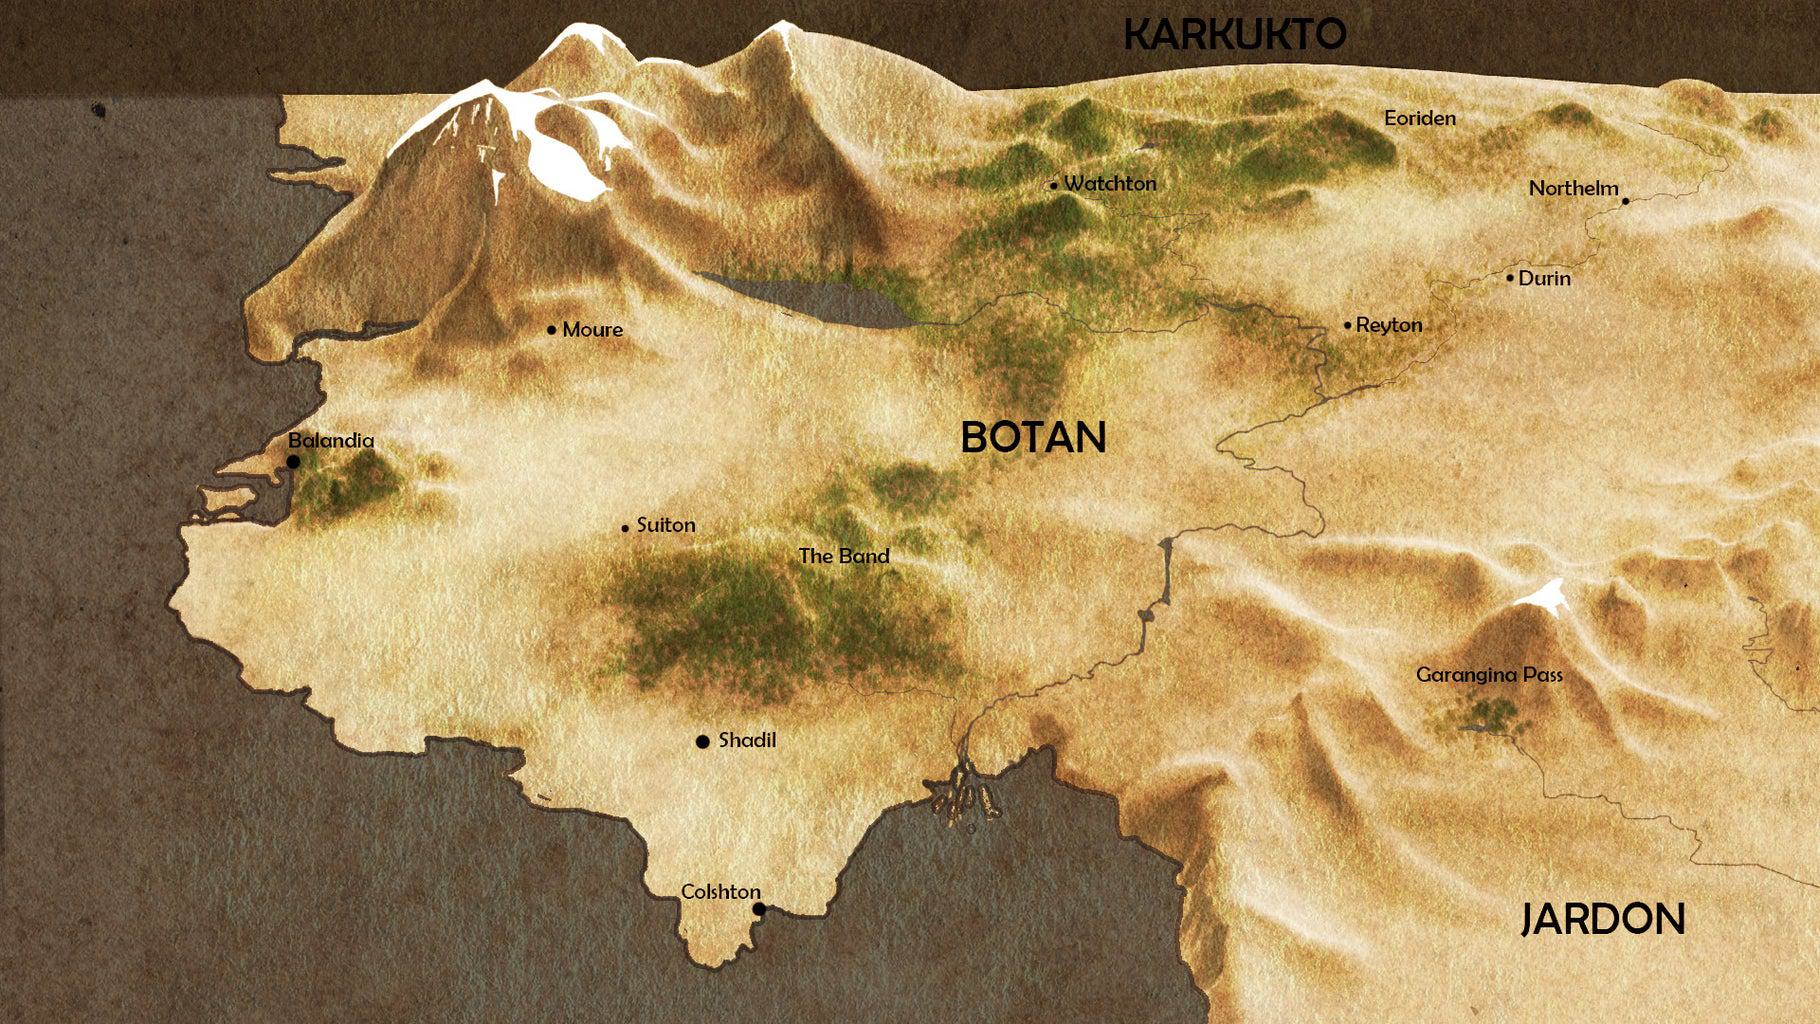 KARKUKTO
Eoriden
Watchton
Northelm
Durin
Reyton
Moure
BOTAN
Balandia
Suiton
The Band
Garangina Pass
Shadil
Colshton
JARDON